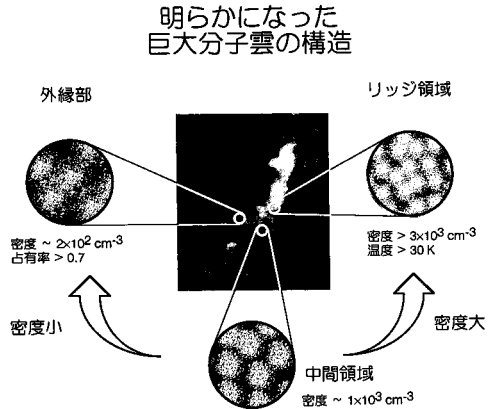 明らかになった
巨大分子雲の構造
外縁部
リッジ領域
密度 ~ 2×10² cm⁻³
占有率 > 0.7
密度 > 3×10³ cm⁻³
温度 > 30 K
密度小
密度大
中間領域
密度 ~ 1×10³ cm⁻³